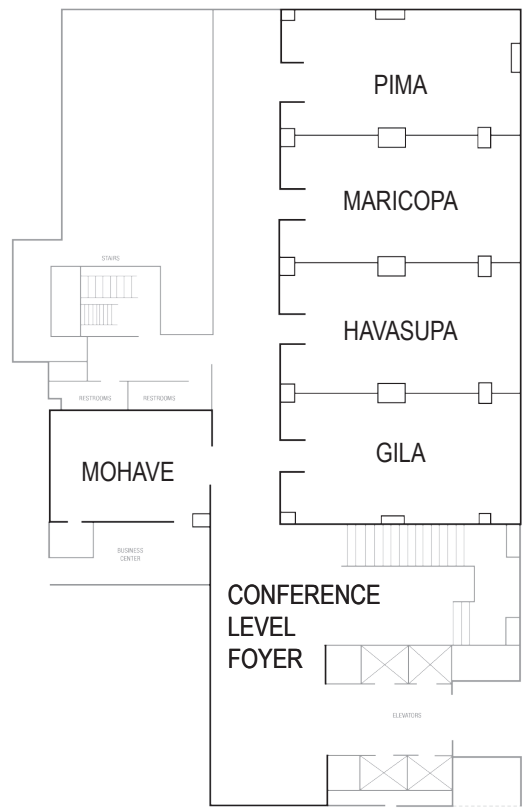 PIMA
MARICOPA
STAIRS
HAVASUPA
RESTROOMS
RESTROOMS
GILA
MOHAVE
BUSINESS
CENTER
CONFERENCE
LEVEL
FOYER
ELEVATORS